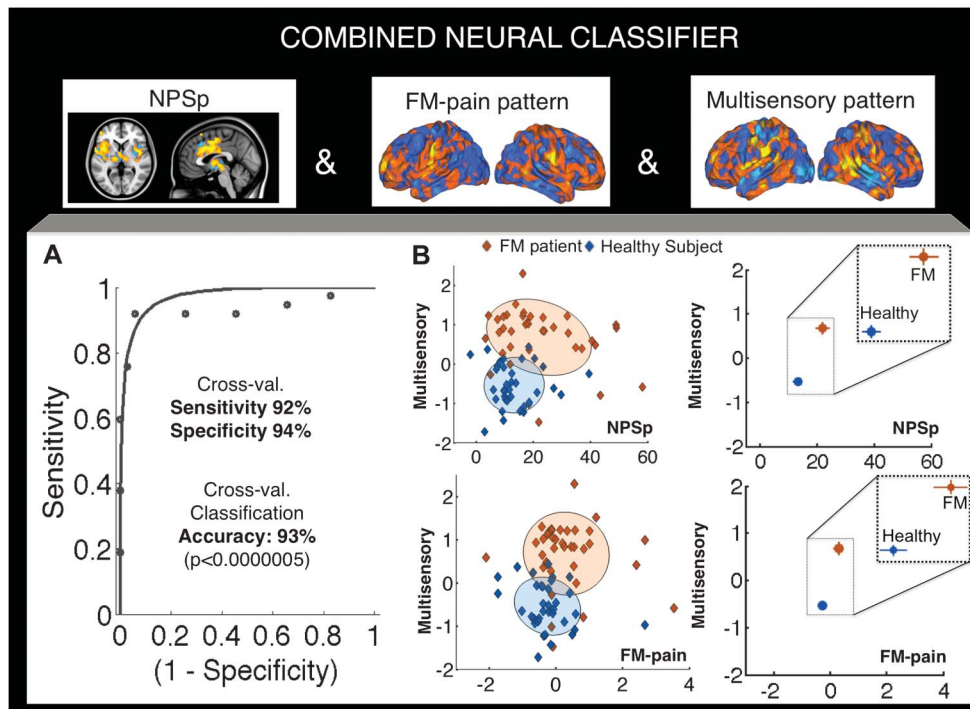 COMBINED NEURAL CLASSIFIER
NPSp
&
FM-pain pattern
&
Multisensory pattern
A
Sensitivity
1
0.8
0.6
0.4
0.2
0
Cross-val.
Sensitivity 92%
Specificity 94%
Cross-val.
Classification
Accuracy: 93%
(p<0.0000005)
0 0.2 0.4 0.6 0.8 1
(1 - Specificity)
B
FM patient Healthy Subject
Multisensory
2
1
0
-1
-2
NPSp
0 20 40 60
Multisensory
2
1
0
-1
-2
FM
Healthy
NPSp
0 20 40 60
Multisensory
2
1
0
-1
-2
FM-pain
-2 0 2 4
Multisensory
2
1
0
-1
-2
FM
Healthy
FM-pain
-2 0 2 4